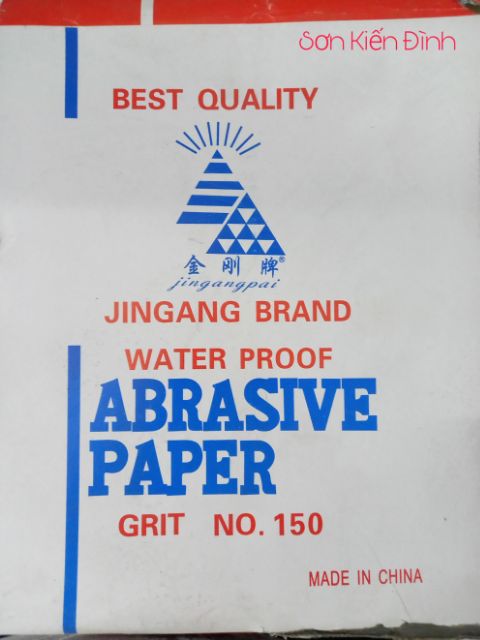 Sơn Kiến Đình
BEST QUALITY
金剛牌®
jingangpai
JINGANG BRAND
WATER PROOF
ABRASIVE
PAPER
GRIT NO. 150
MADE IN CHINA